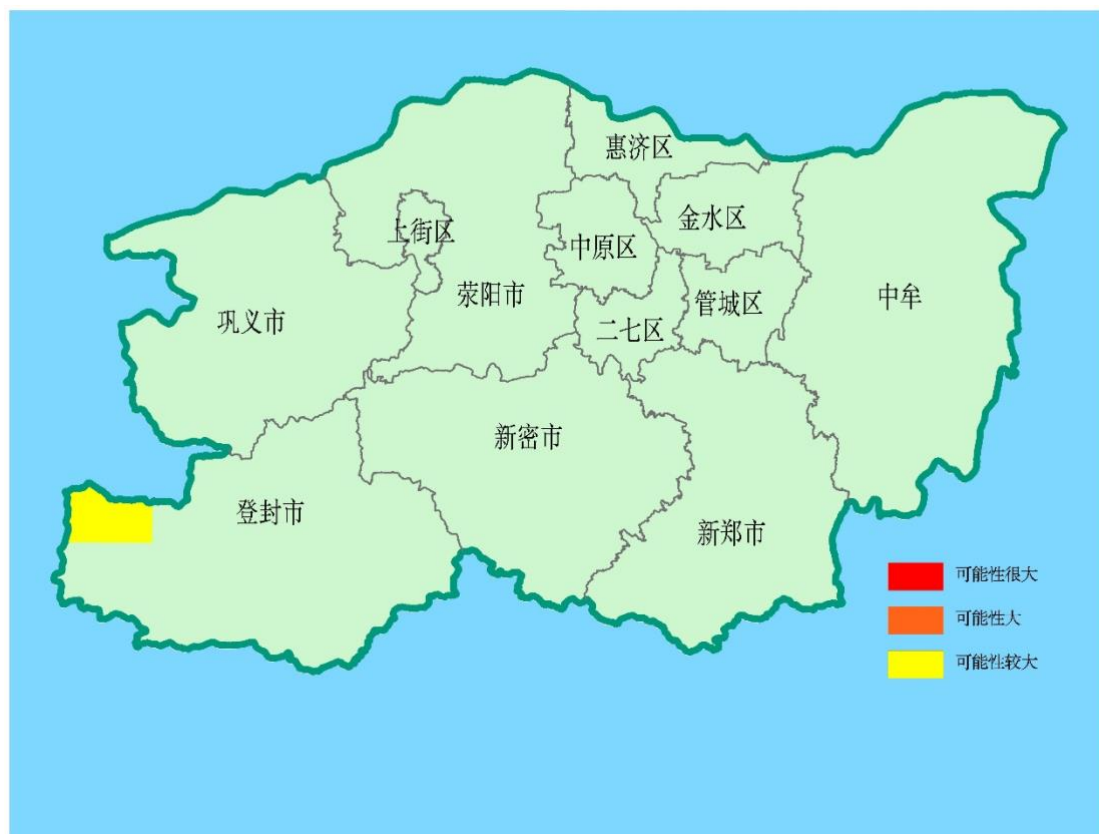 惠济区
金水区
上街区
中原区
荥阳市
中牟
管城区
巩义市
二七区
新密市
登封市
新郑市
可能性很大
可能性大
可能性较大